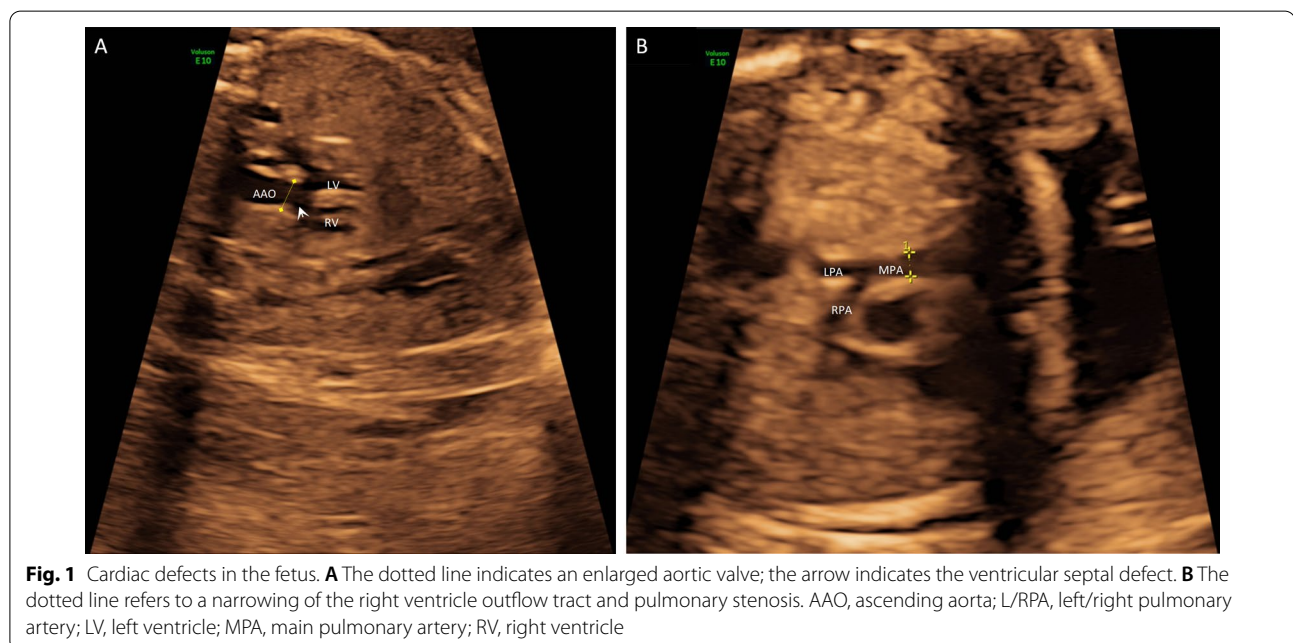 A
Voluson
E10
AAO
LV
RV
B
Voluson
E10
1
LPA
MPA
RPA
Fig. 1 Cardiac defects in the fetus. A The dotted line indicates an enlarged aortic valve; the arrow indicates the ventricular septal defect. B The
dotted line refers to a narrowing of the right ventricle outflow tract and pulmonary stenosis. AAO, ascending aorta; L/RPA, left/right pulmonary
artery; LV, left ventricle; MPA, main pulmonary artery; RV, right ventricle